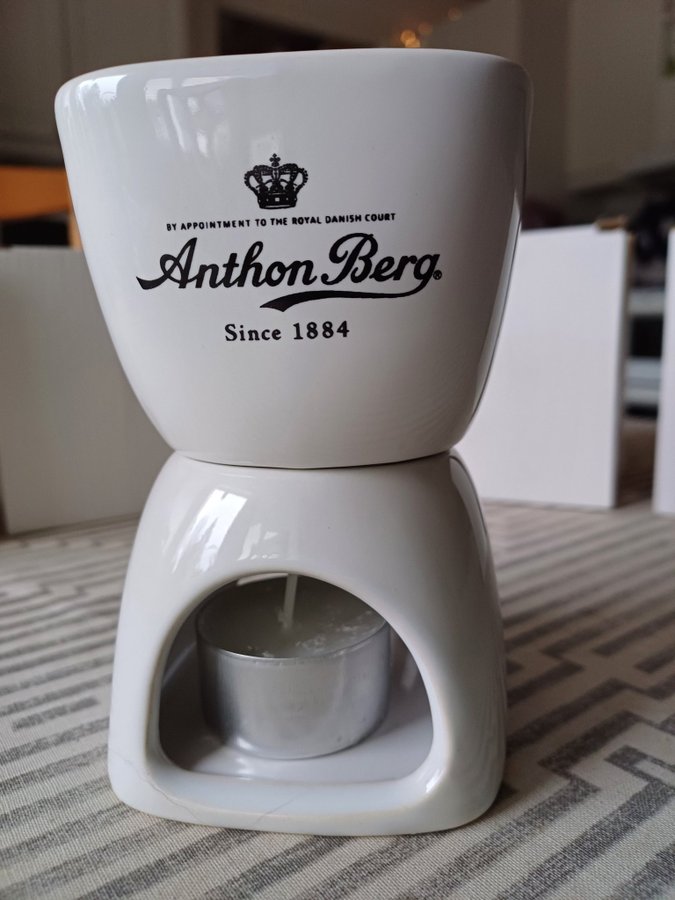 BY APPOINTMENT TO THE ROYAL DANISH COURT
Anthon Berg®
Since 1884